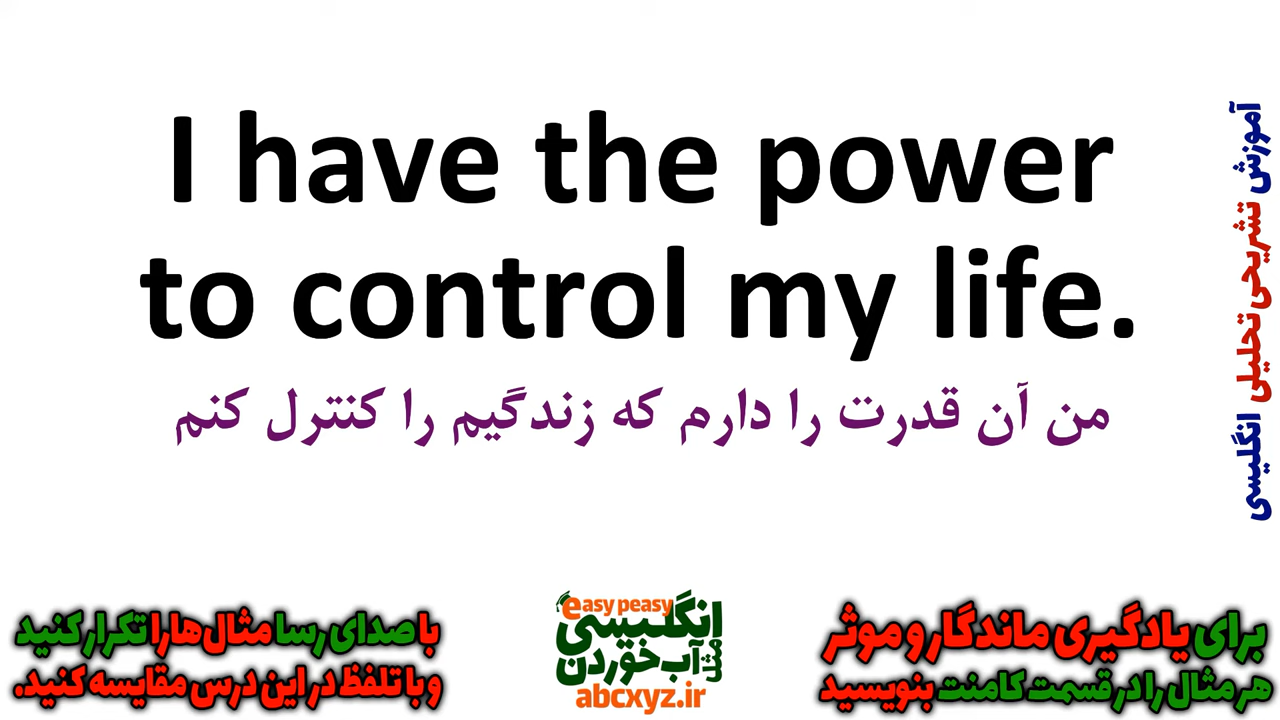 I have the power
to control my life.
من آن قدرت را دارم که زندگیم را کنترل کنم
آموزش تشریحی تحلیلی انگلیسی
برای یادگیری ماندگار و موثر
هر مثال را در قسمت کامنت بنویسید
easy peasy
انگلیسی
مثل آب خوردن
abcxyz.ir
با صدای رسا مثال‌ها را تکرار کنید
و با تلفظ در این درس مقایسه کنید.